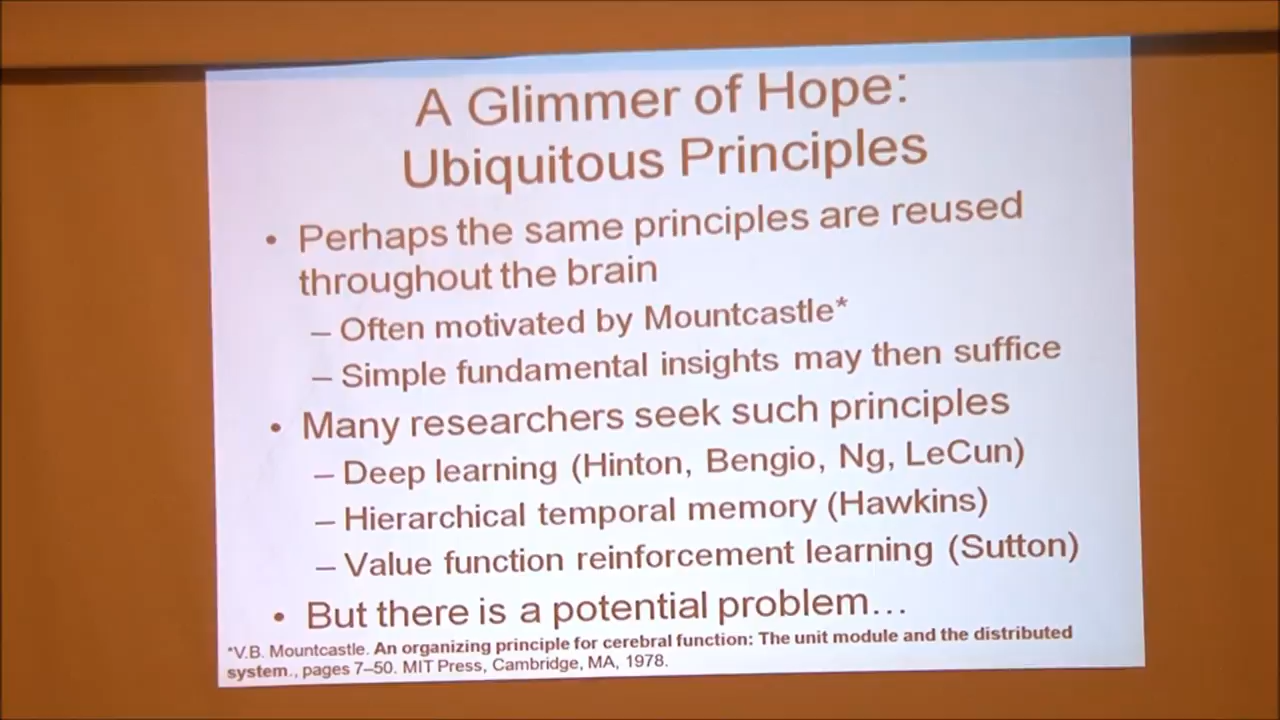 A Glimmer of Hope:
Ubiquitous Principles
• Perhaps the same principles are reused
throughout the brain
– Often motivated by Mountcastle*
– Simple fundamental insights may then suffice
• Many researchers seek such principles
– Deep learning (Hinton, Bengio, Ng, LeCun)
– Hierarchical temporal memory (Hawkins)
– Value function reinforcement learning (Sutton)
• But there is a potential problem…
*V.B. Mountcastle. An organizing principle for cerebral function: The unit module and the distributed
system., pages 7–50. MIT Press, Cambridge, MA, 1978.